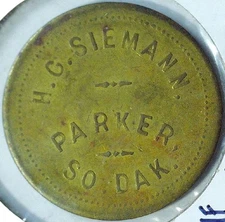 H. G. SIEMANN.
PARKER,
SO DAK.